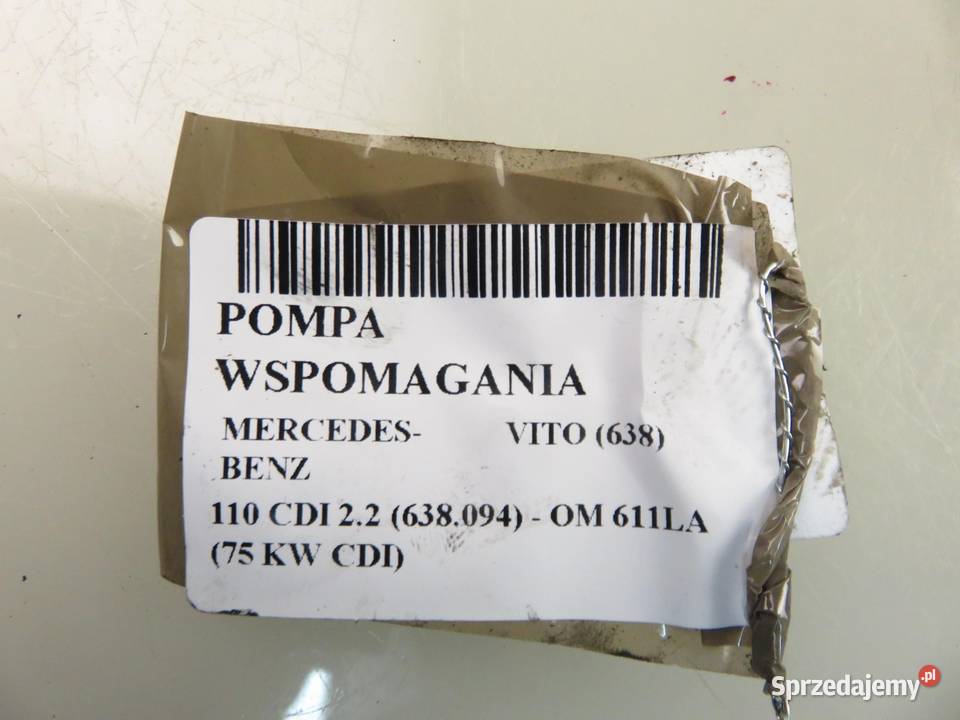 POMPA
WSPOMAGANIA
MERCEDES- VITO (638)
BENZ
110 CDI 2.2 (638.094) - OM 611LA
(75 KW CDI)
Sprzedajemy.pl